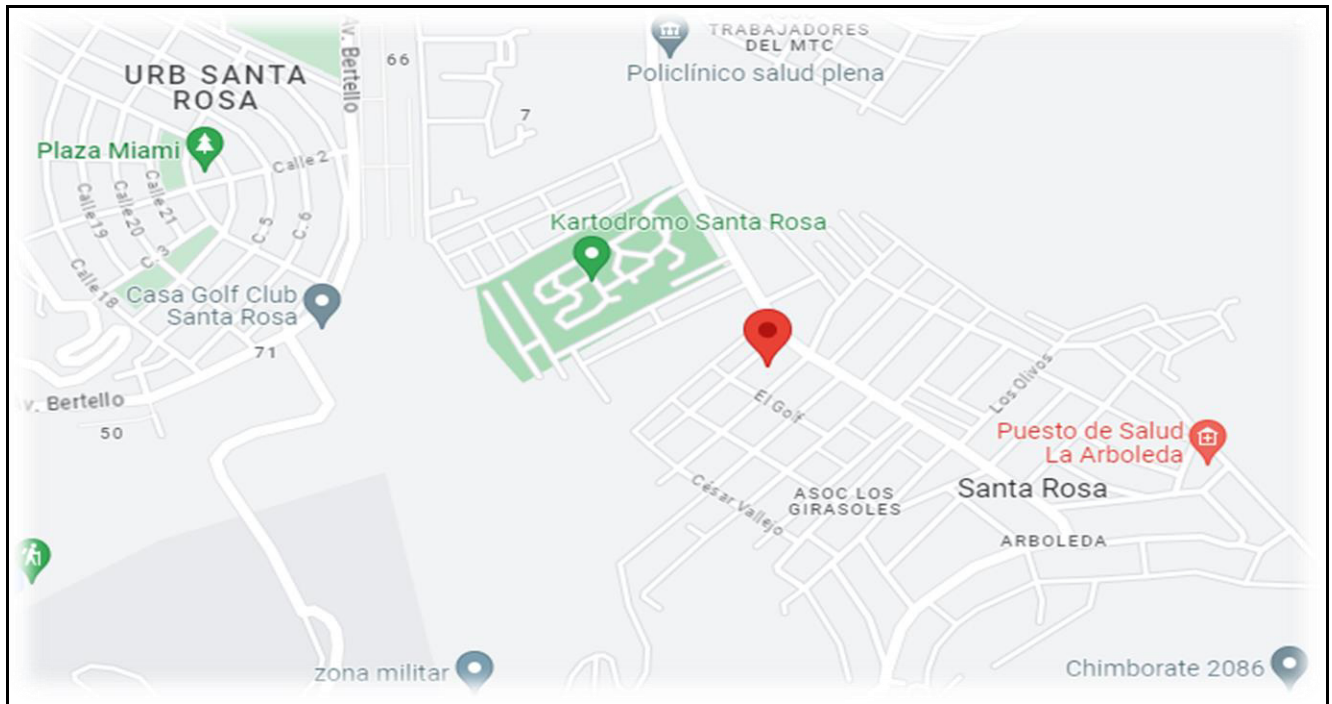 TRABAJADORES
DEL MTC
Policlínico salud plena
Av. Bertello
66
URB SANTA
ROSA
7
Plaza Miami
Calle 2
Calle 21
Calle 20
Calle 19
C. 5
C. 6
C. 3
Calle 18
Kartodromo Santa Rosa
Casa Golf Club
Santa Rosa
71
v. Bertello
50
El Golf
Los Olivos
Puesto de Salud
La Arboleda
César Vallejo
ASOC LOS
GIRASOLES
Santa Rosa
ARBOLEDA
zona militar
Chimborate 2086